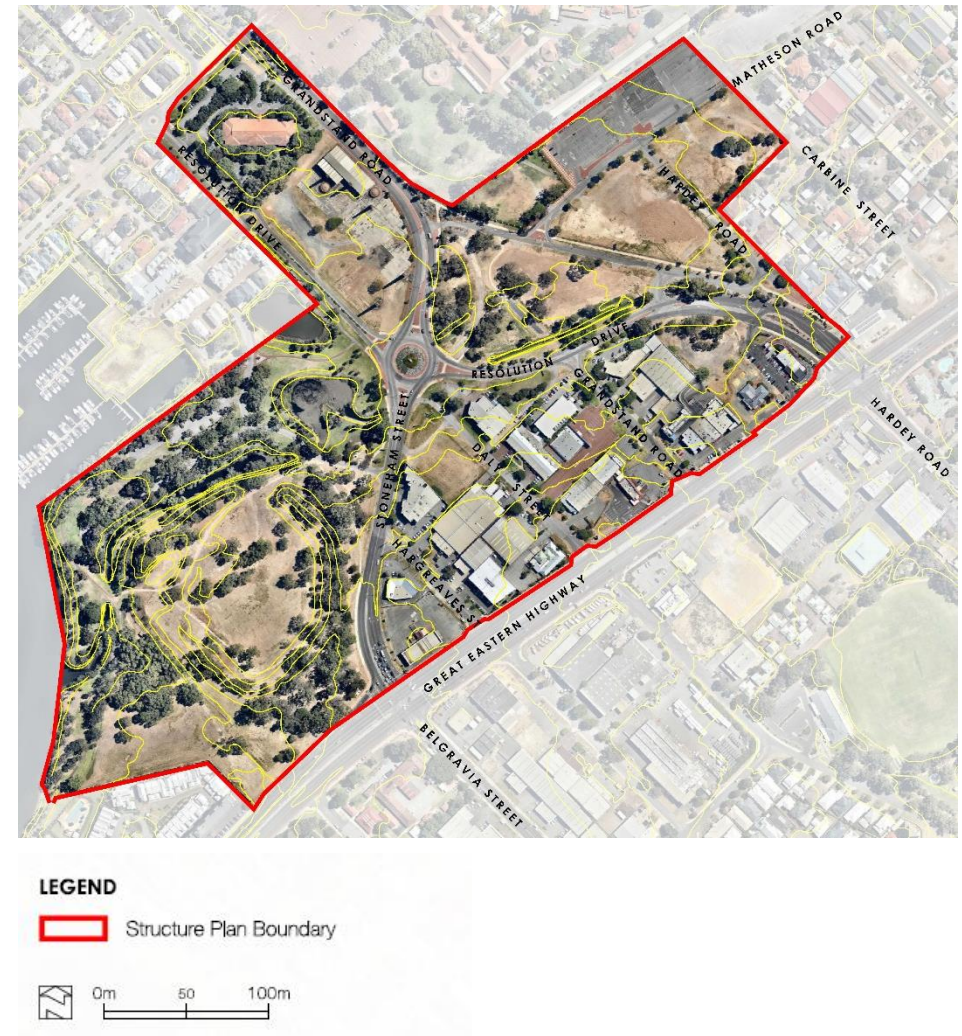 MATHESON ROAD
GRANDSTAND ROAD
CARBINE STREET
RESOLUTION DRIVE
HARDEY ROAD
RESOLUTION DRIVE
GRANDSTAND ROAD
HARDEY ROAD
STONEHAM STREET
DALY STREET
HARGREAVES S
GREAT EASTERN HIGHWAY
BELGRAVIA STREET
LEGEND
Structure Plan Boundary
0m 50 100m